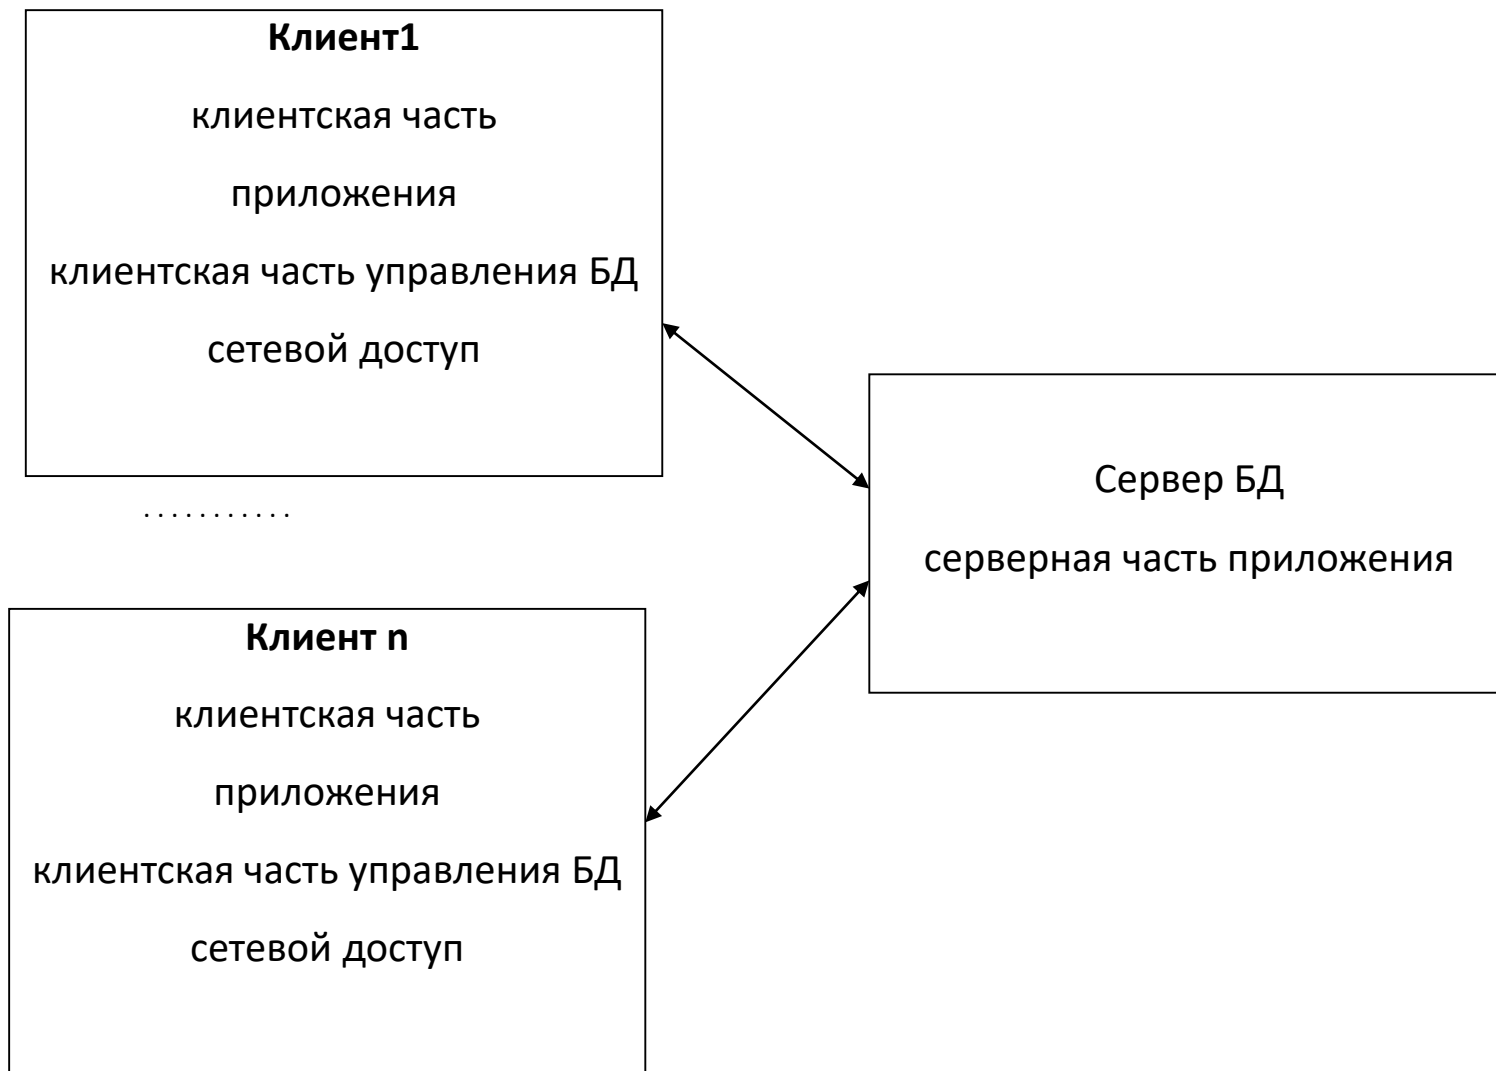 Клиент1
клиентская часть
приложения
клиентская часть управления БД
сетевой доступ
. . . . . . . . . . .
Клиент n
клиентская часть
приложения
клиентская часть управления БД
сетевой доступ
Сервер БД
серверная часть приложения